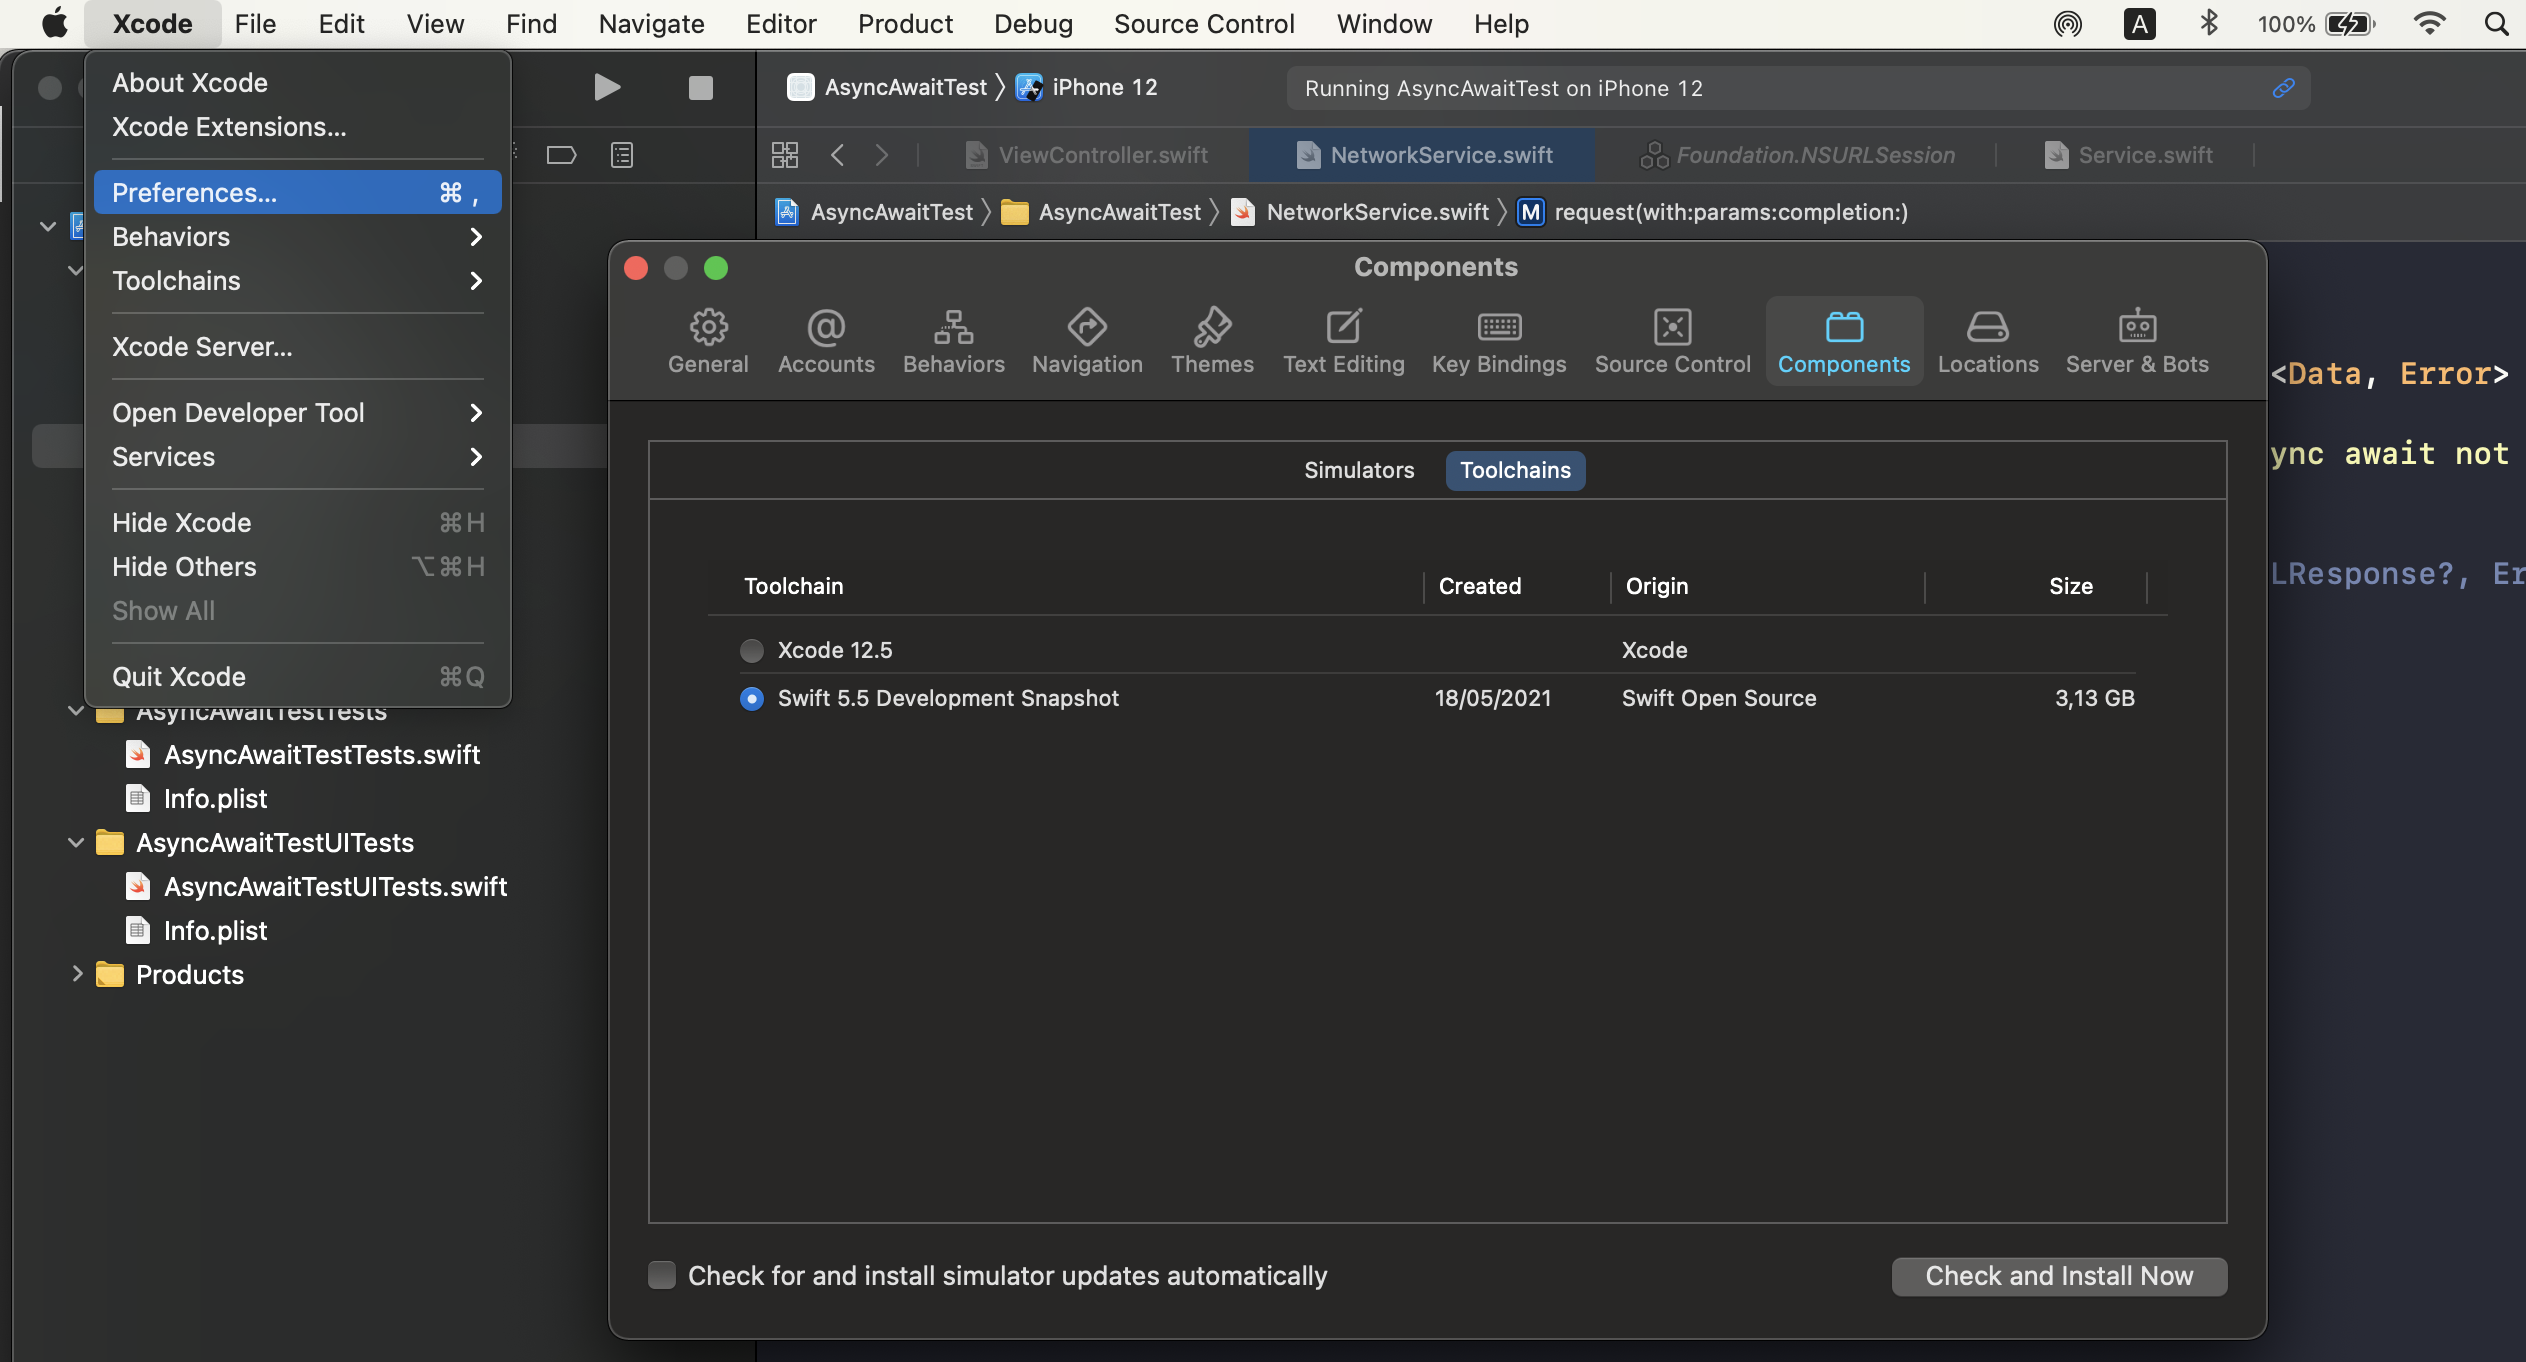 Xcode File Edit View Find Navigate Editor Product Debug Source Control Window Help A 100%
About Xcode
Xcode Extensions...
Preferences... ⌘ ,
Behaviors
Toolchains
Xcode Server...
Open Developer Tool
Services
Hide Xcode ⌘H
Hide Others ⌥⌘H
Show All
Quit Xcode ⌘Q
AsyncAwaitTestTests
AsyncAwaitTestTests.swift
Info.plist
AsyncAwaitTestUITests
AsyncAwaitTestUITests.swift
Info.plist
Products
AsyncAwaitTest 〉 iPhone 12
Running AsyncAwaitTest on iPhone 12
ViewController.swift NetworkService.swift Foundation.NSURLSession Service.swift
AsyncAwaitTest 〉 AsyncAwaitTest 〉 NetworkService.swift 〉 M request(with:params:completion:)
Components
General Accounts Behaviors Navigation Themes Text Editing Key Bindings Source Control Components Locations Server & Bots
Simulators Toolchains
Toolchain Created Origin Size
Xcode 12.5 Xcode
Swift 5.5 Development Snapshot 18/05/2021 Swift Open Source 3,13 GB
Check for and install simulator updates automatically
Check and Install Now
<Data, Error>
ync await not
LResponse?, Er